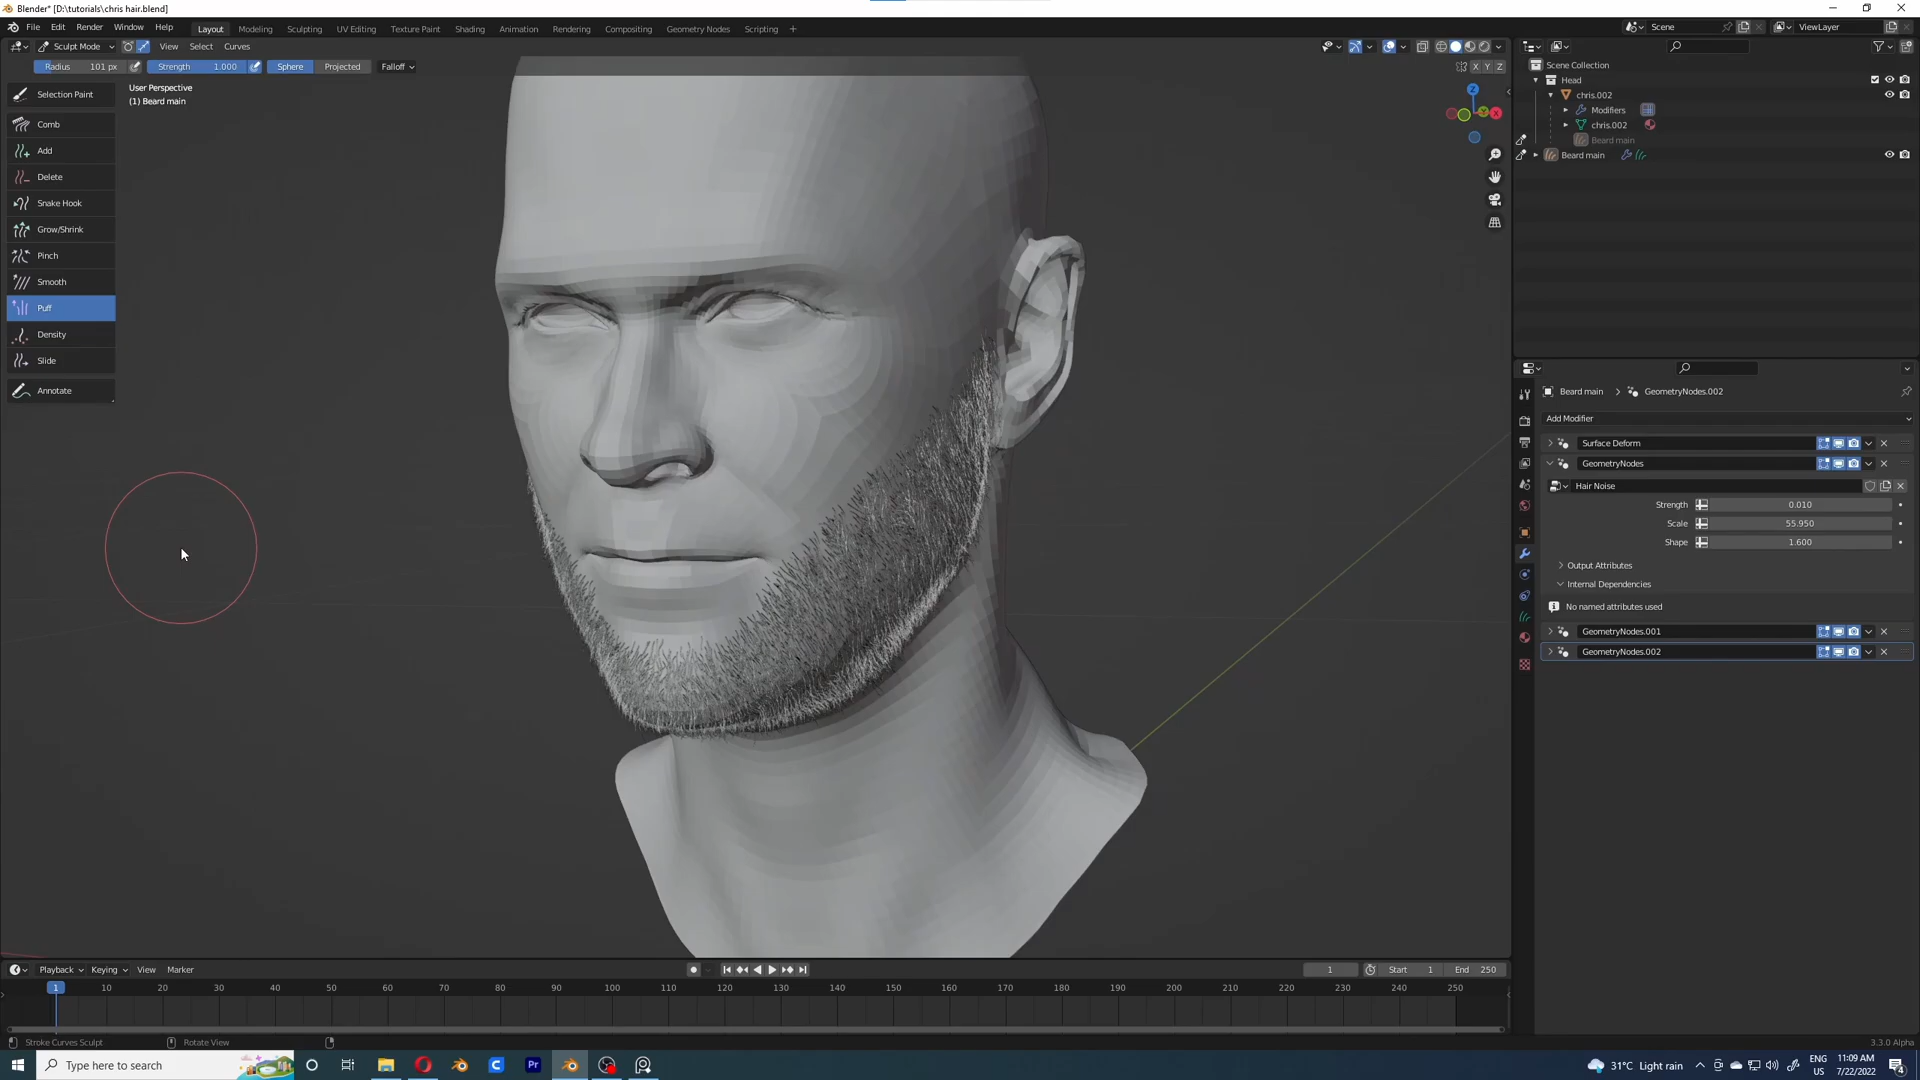 Blender* [D:\tutorials\chris hair.blend]
File Edit Render Window Help Layout Modeling Sculpting UV Editing Texture Paint Shading Animation Rendering Compositing Geometry Nodes Scripting + Scene ViewLayer
Sculpt Mode View Select Curves
Radius 101 px Strength 1.000 Sphere Projected Falloff X Y Z
User Perspective
(1) Beard main
Selection Paint
Comb
Add
Delete
Snake Hook
Grow/Shrink
Pinch
Smooth
Puff
Density
Slide
Annotate
Z
X
Scene Collection
Head
chris.002
Modifiers
chris.002
Beard main
Beard main
Beard main > GeometryNodes.002
Add Modifier
Surface Deform
GeometryNodes
Hair Noise
Strength 0.010
Scale 55.950
Shape 1.600
Output Attributes
Internal Dependencies
No named attributes used
GeometryNodes.001
GeometryNodes.002
Playback Keying View Marker 1 Start 1 End 250
1 10 20 30 40 50 60 70 80 90 100 110 120 130 140 150 160 170 180 190 200 210 220 230 240 250
Stroke Curves Sculpt Rotate View 3.3.0 Alpha
Type here to search
31°C Light rain
ENG
US
11:09 AM
7/22/2022
4